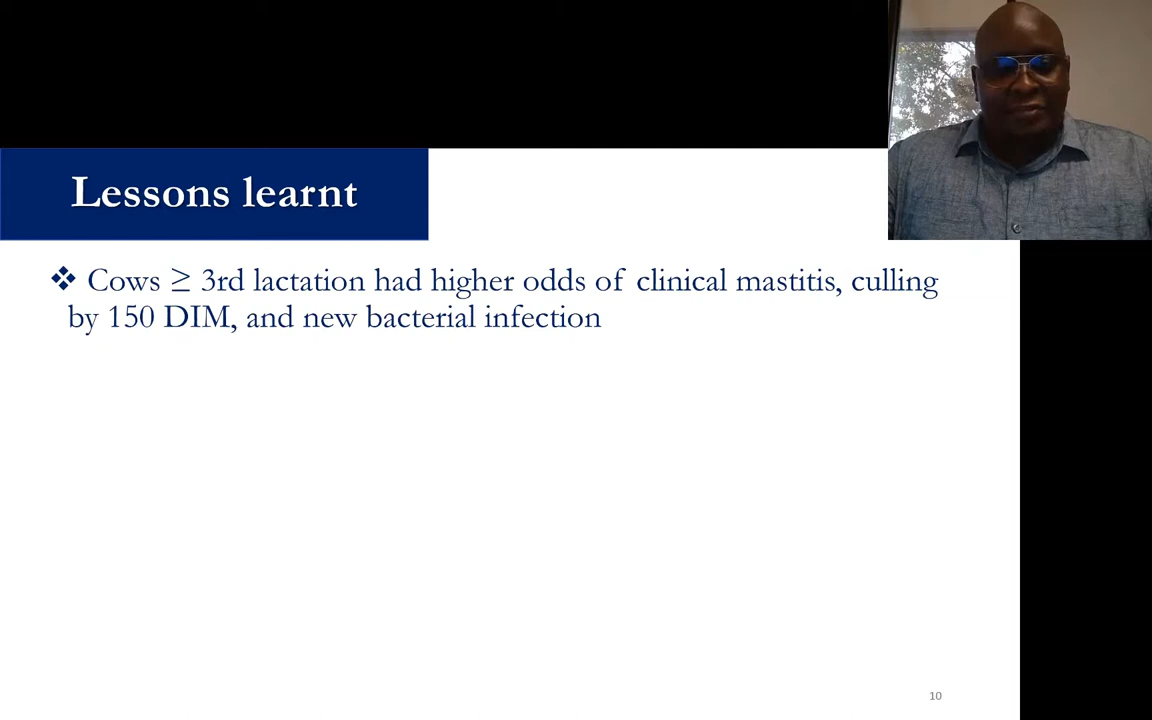 Lessons learnt
❖ Cows ≥ 3rd lactation had higher odds of clinical mastitis, culling
by 150 DIM, and new bacterial infection
10